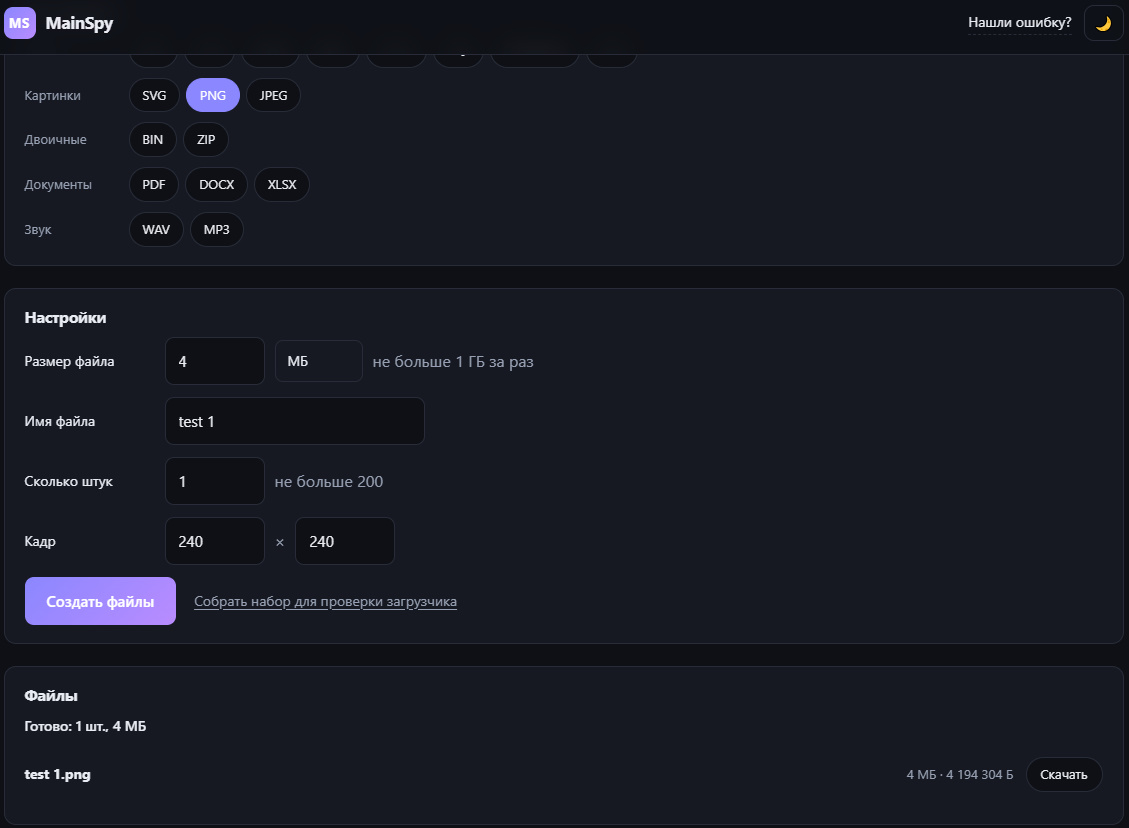 MS MainSpy
Нашли ошибку?
Картинки SVG PNG JPEG
Двоичные BIN ZIP
Документы PDF DOCX XLSX
Звук WAV MP3
Настройки
Размер файла 4 МБ не больше 1 ГБ за раз
Имя файла test 1
Сколько штук 1 не больше 200
Кадр 240 × 240
Создать файлы Собрать набор для проверки загрузчика
Файлы
Готово: 1 шт., 4 МБ
test 1.png 4 МБ · 4 194 304 Б Скачать